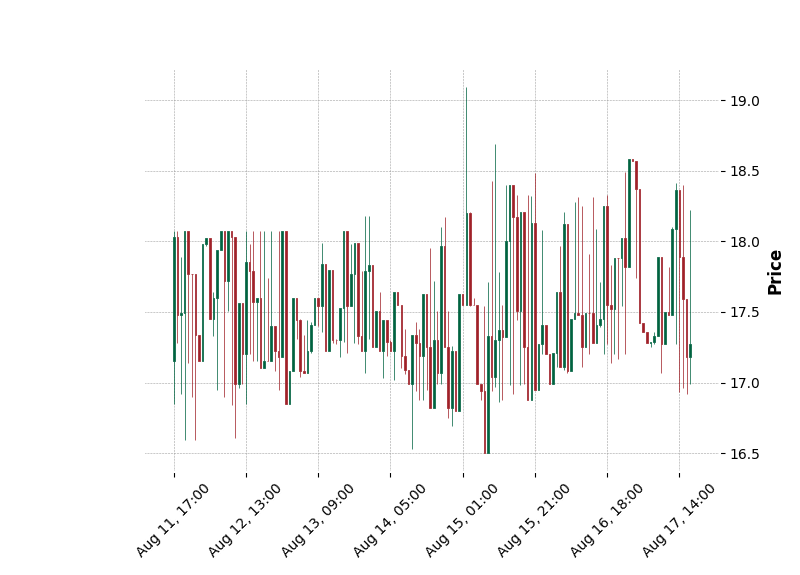 19.0
18.5
18.0
17.5
17.0
16.5
Price
Aug 11, 17:00
Aug 12, 13:00
Aug 13, 09:00
Aug 14, 05:00
Aug 15, 01:00
Aug 15, 21:00
Aug 16, 18:00
Aug 17, 14:00